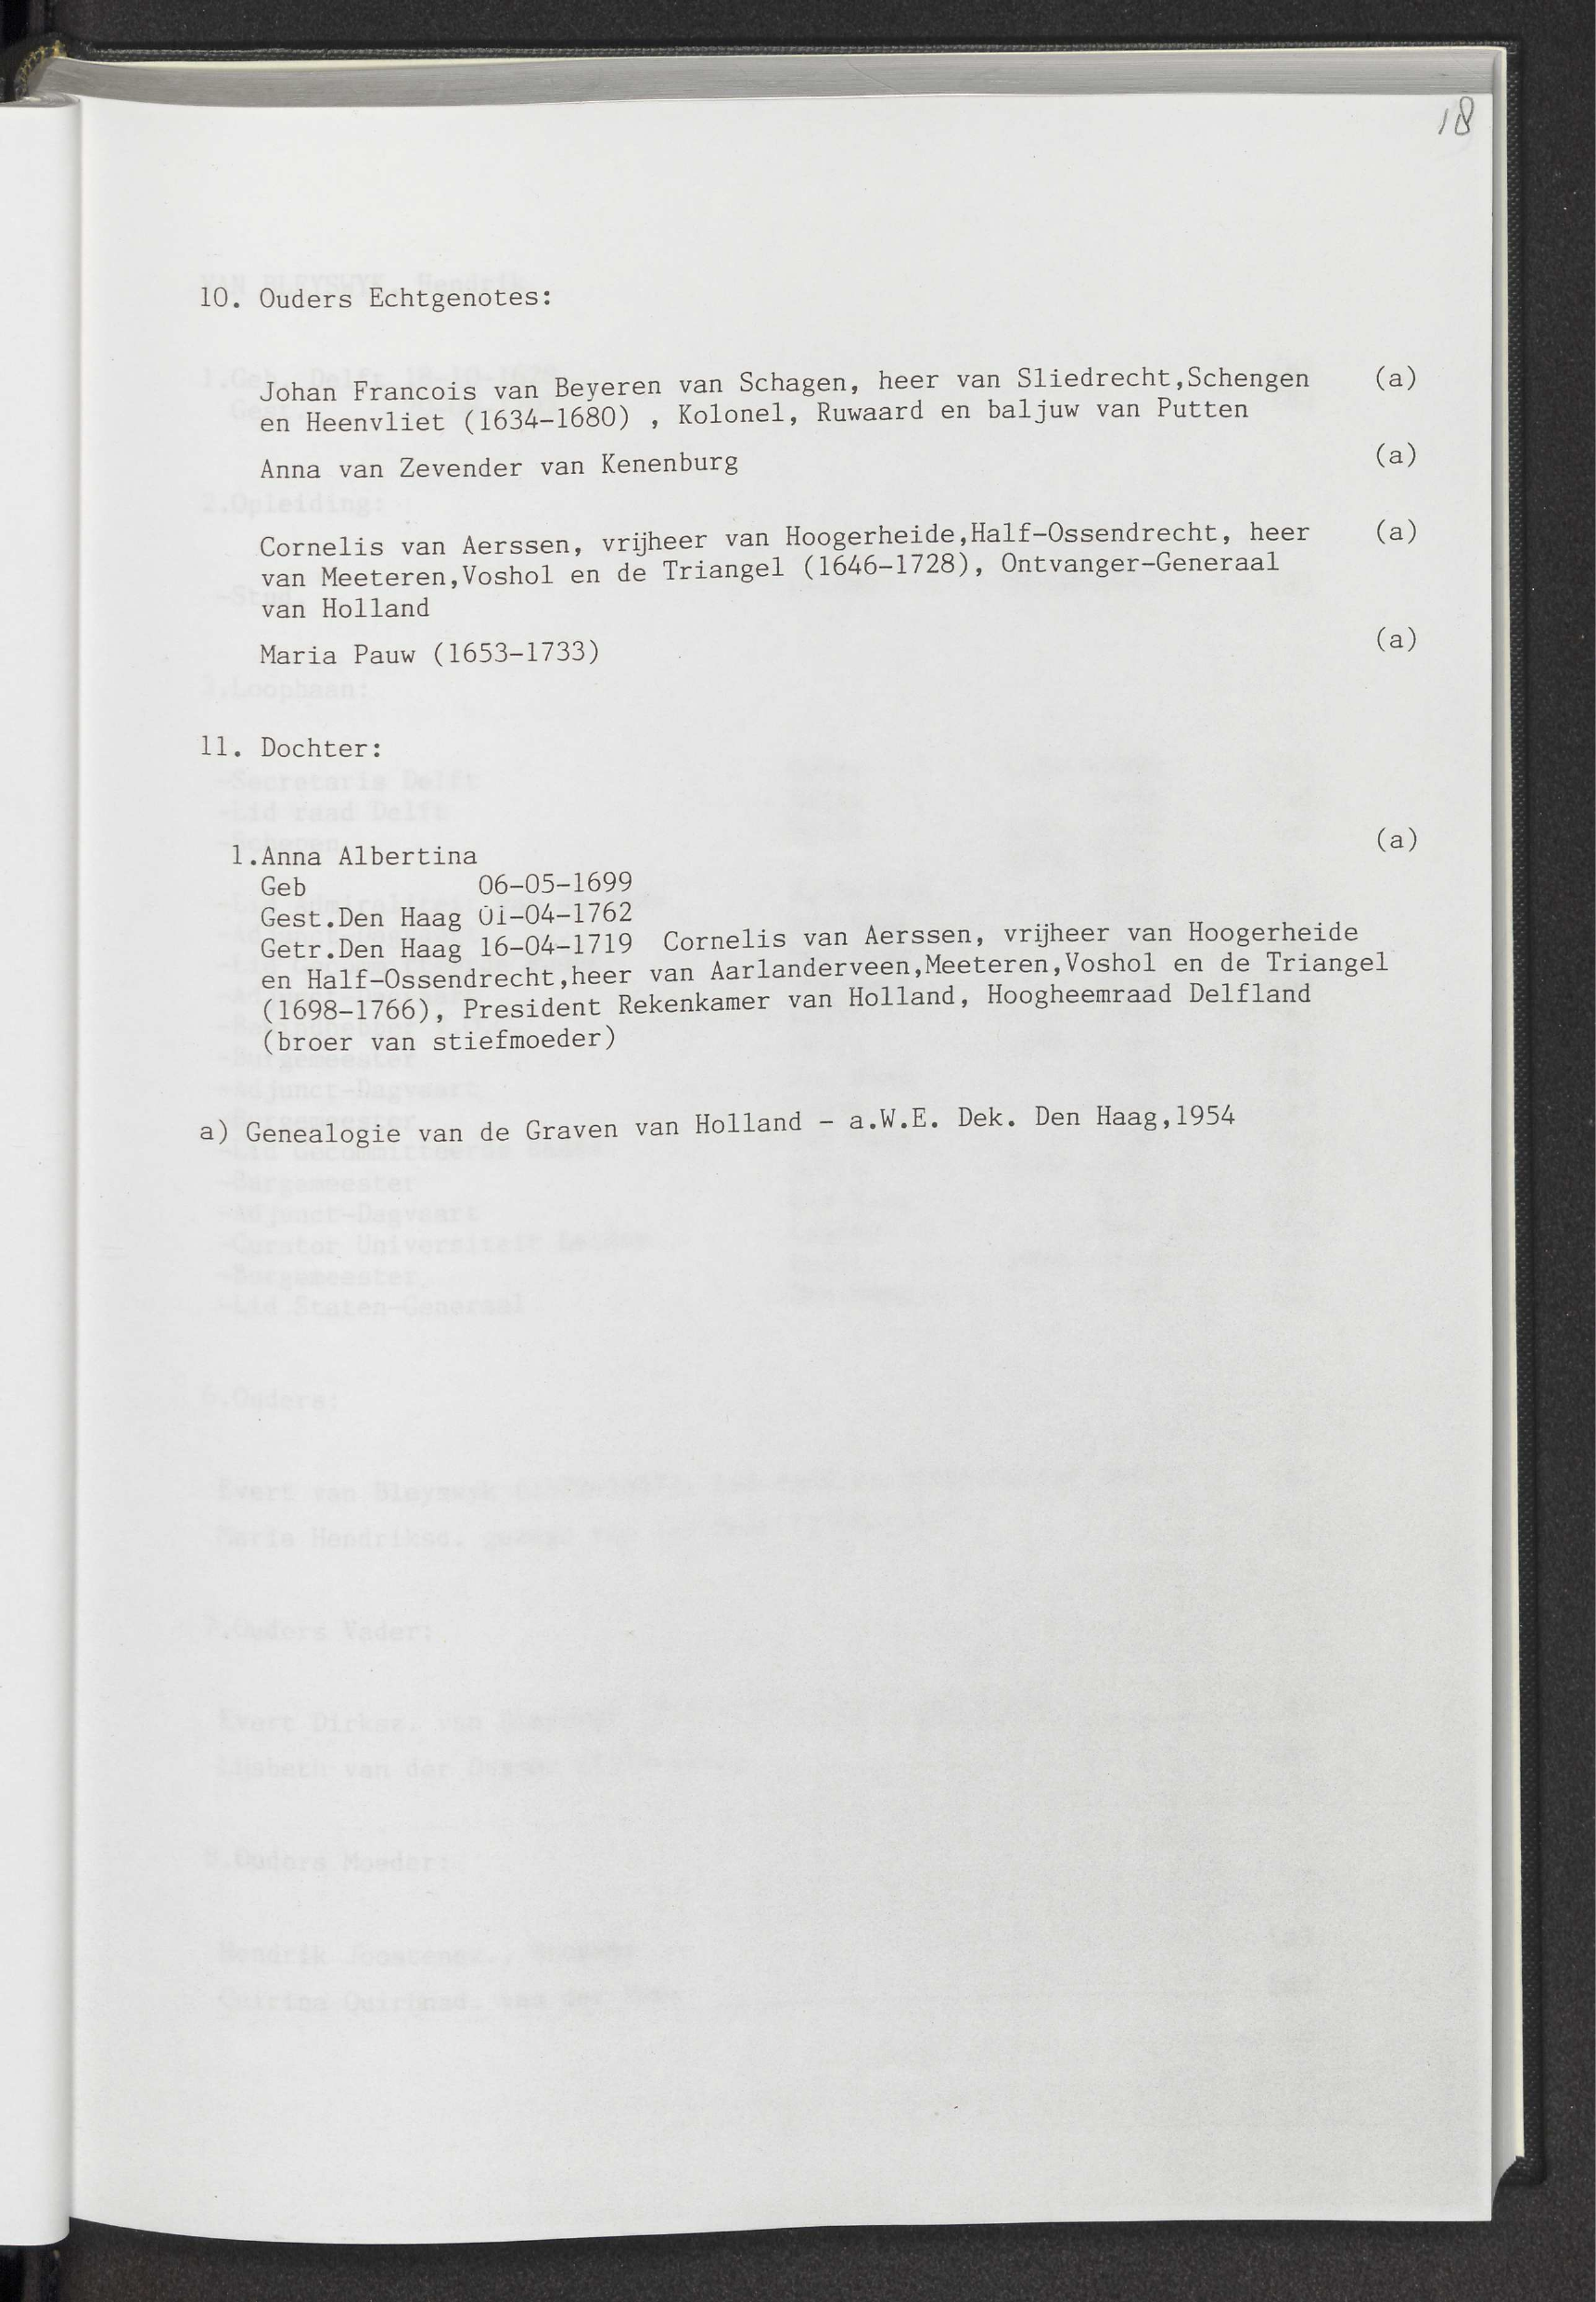 18
10. Ouders Echtgenotes:
Johan Francois van Beyeren van Schagen, heer van Sliedrecht,Schengen (a)
en Heenvliet (1634-1680) , Kolonel, Ruwaard en baljuw van Putten
Anna van Zevender van Kenenburg (a)
Cornelis van Aerssen, vrijheer van Hoogerheide,Half-Ossendrecht, heer (a)
van Meeteren,Voshol en de Triangel (1646-1728), Ontvanger-Generaal
van Holland
Maria Pauw (1653-1733) (a)
11. Dochter:
1.Anna Albertina (a)
Geb 06-05-1699
Gest.Den Haag 01-04-1762
Getr.Den Haag 16-04-1719 Cornelis van Aerssen, vrijheer van Hoogerheide
en Half-Ossendrecht,heer van Aarlanderveen,Meeteren,Voshol en de Triangel
(1698-1766), President Rekenkamer van Holland, Hoogheemraad Delfland
(broer van stiefmoeder)
a) Genealogie van de Graven van Holland - a.W.E. Dek. Den Haag,1954